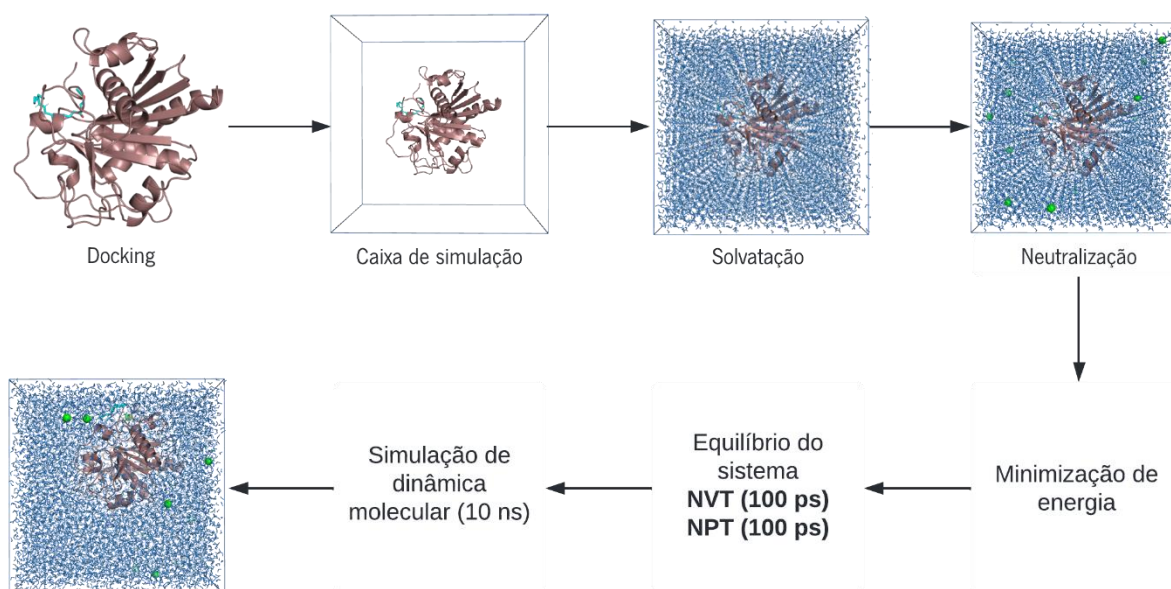 Docking
Caixa de simulação
Solvatação
Neutralização
Minimização de
energia
Equilíbrio do
sistema
NVT (100 ps)
NPT (100 ps)
Simulação de
dinâmica
molecular (10 ns)